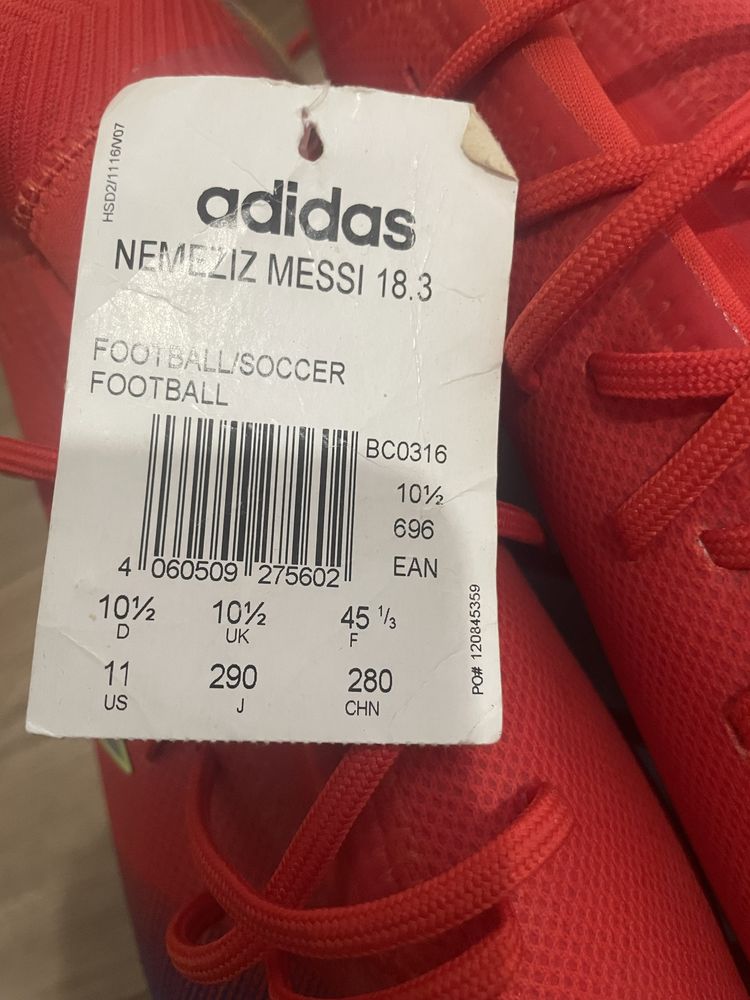 HSD2/1116/V07
adidas
NEMEZIZ MESSI 18.3
FOOTBALL/SOCCER
FOOTBALL
BC0316
10½
696
EAN
4 060509 275602
10½ 10½ 45 1/3
D UK F
11 290 280
US J CHN
PO# 120845359